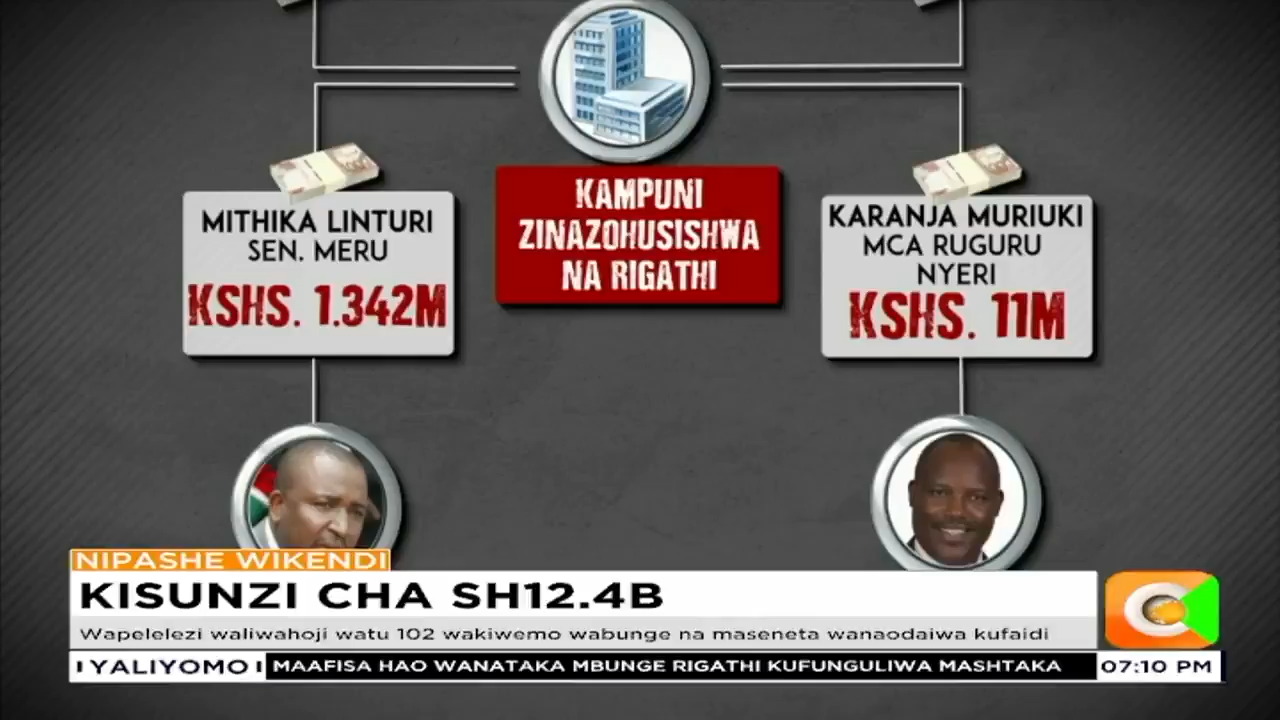 KAMPUNI
ZINAZOHUSISHWA
NA RIGATHI
MITHIKA LINTURI
SEN. MERU
KSHS. 1.342M
KARANJA MURIUKI
MCA RUGURU
NYERI
KSHS. 11M
NIPASHE WIKENDI
KISUNZI CHA SH12.4B
Wapelelezi waliwahoji watu 102 wakiwemo wabunge na maseneta wanaodaiwa kufaidi
YALIYOMO
MAAFISA HAO WANATAKA MBUNGE RIGATHI KUFUNGULIWA MASHTAKA
07:10 PM